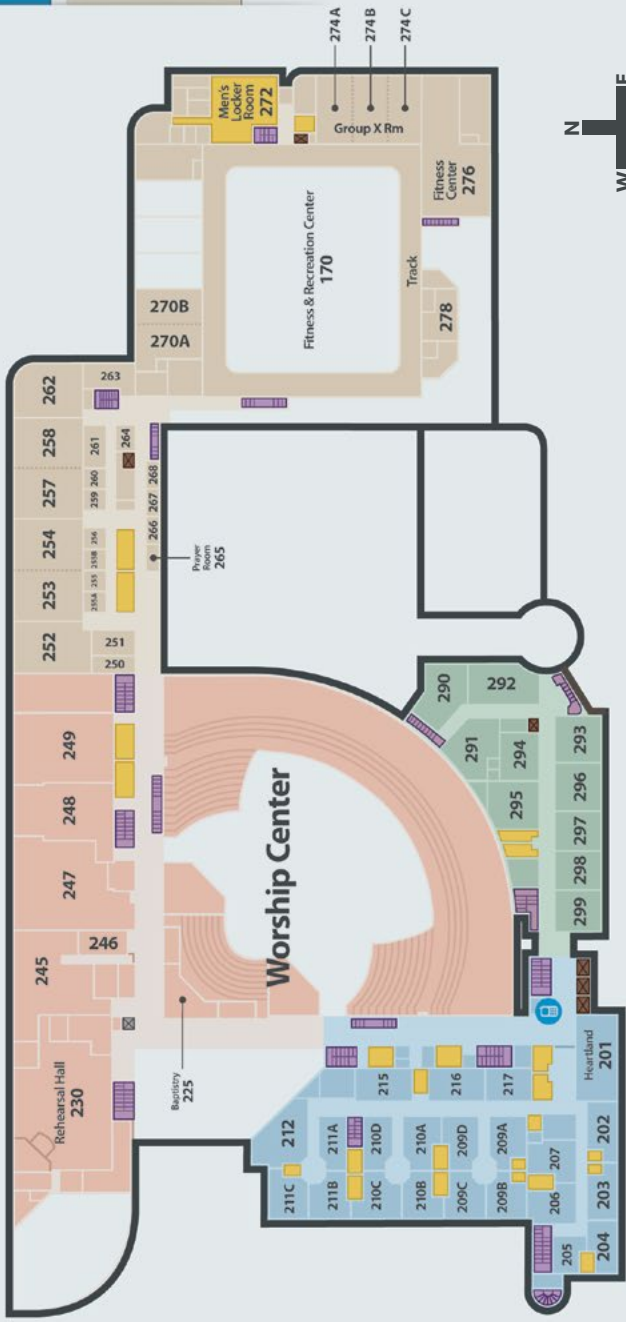 Rehearsal Hall
230
245
246
247
248
249
252
253
254
257
258
262
250
251
255A
255
255B
256
259
260
261
263
264
266
267
268
Prayer
Room
265
Baptistry
225
Worship Center
270A
270B
Men's
Locker
Room
272
274 A
274 B
274 C
Group X Rm
Fitness & Recreation Center
170
Track
Fitness
Center
276
278
290
291
292
293
294
295
296
297
298
299
212
215
216
217
211A
210D
210A
209D
209A
211C
211B
210C
210B
209C
209B
207
206
205
204
203
202
Heartland
201
N
W
E